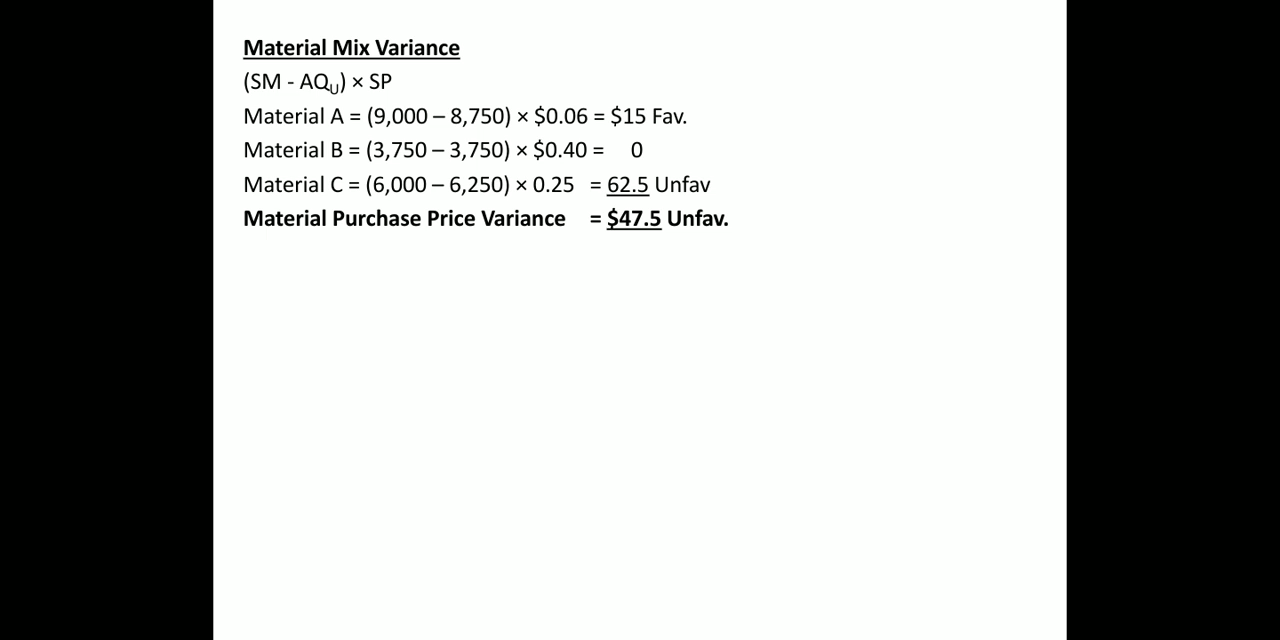 Material Mix Variance
(SM - AQU) × SP
Material A = (9,000 – 8,750) × $0.06 = $15 Fav.
Material B = (3,750 – 3,750) × $0.40 = 0
Material C = (6,000 – 6,250) × 0.25 = 62.5 Unfav
Material Purchase Price Variance = $47.5 Unfav.